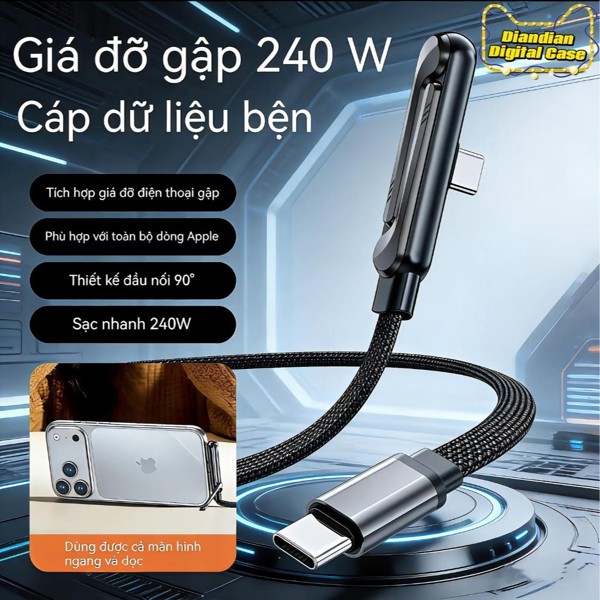 Diandian
Digital Case
Giá đỡ gập 240 W
Cáp dữ liệu bện
Tích hợp giá đỡ điện thoại gập
Phù hợp với toàn bộ dòng Apple
Thiết kế đầu nối 90°
Sạc nhanh 240W
Dùng được cả màn hình
ngang và dọc